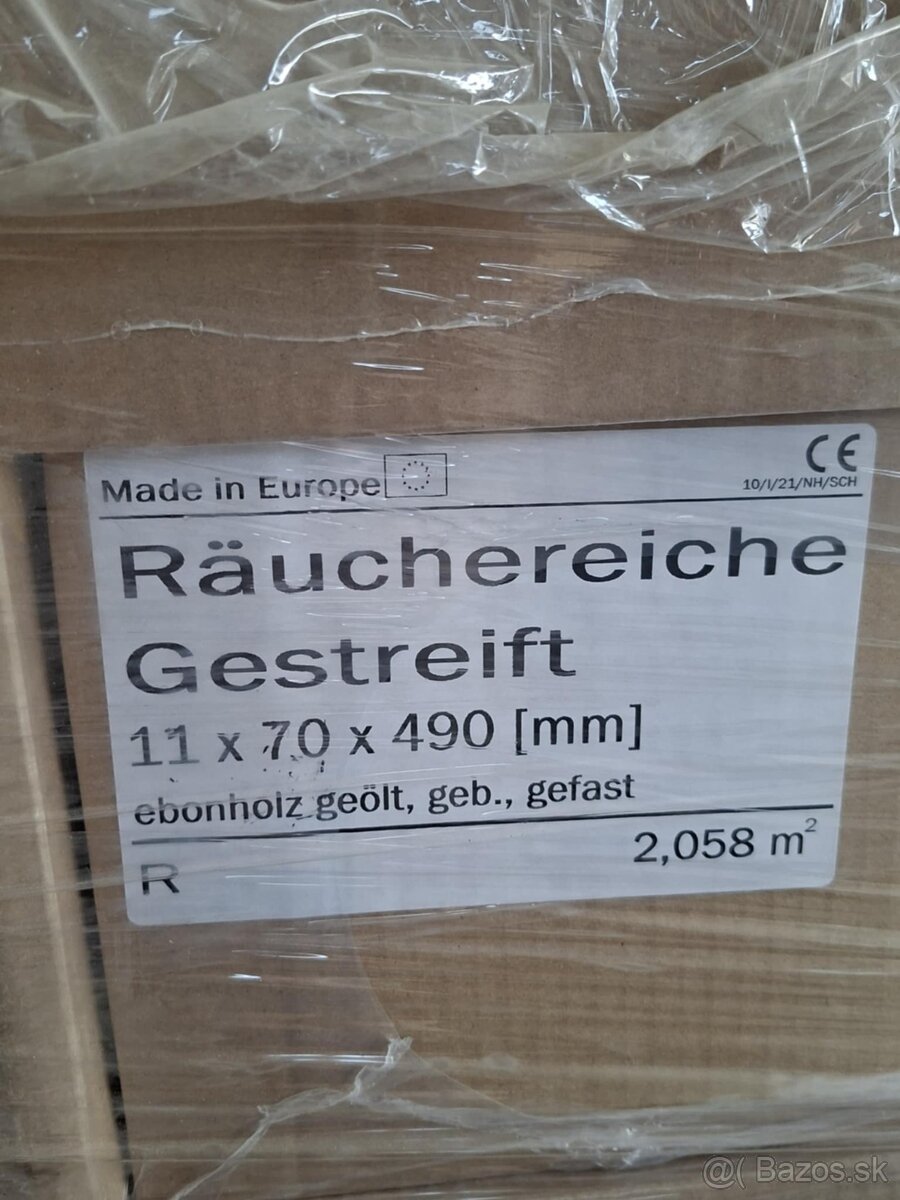 Made in Europe
CE
10/I/21/NH/SCH
Räuchereiche
Gestreift
11 x 70 x 490 [mm]
ebonholz geölt, geb., gefast
R
2,058 m²
@( Bazos.sk